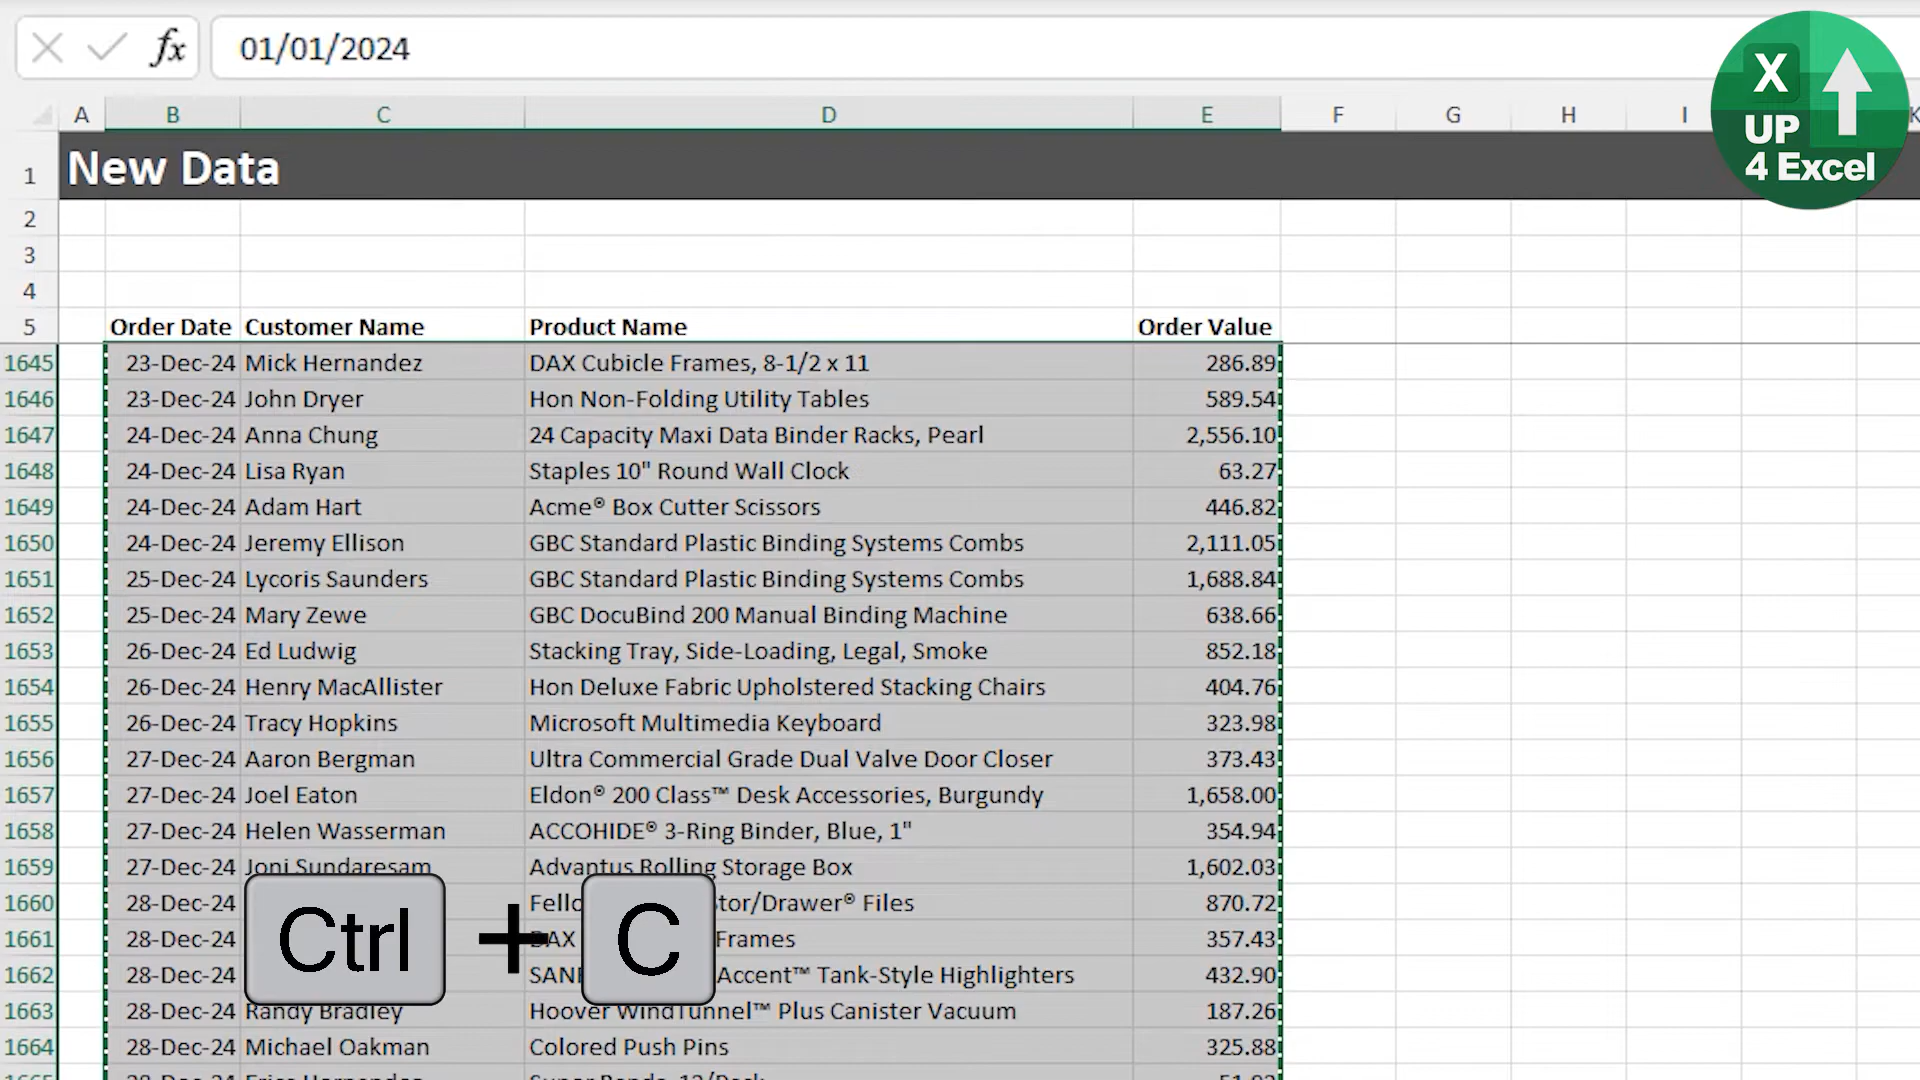 fx 01/01/2024
X
UP
4 Excel
A B C D E F G H I K
1 New Data
2
3
4
5 Order Date Customer Name Product Name Order Value
1645 23-Dec-24 Mick Hernandez DAX Cubicle Frames, 8-1/2 x 11 286.89
1646 23-Dec-24 John Dryer Hon Non-Folding Utility Tables 589.54
1647 24-Dec-24 Anna Chung 24 Capacity Maxi Data Binder Racks, Pearl 2,556.10
1648 24-Dec-24 Lisa Ryan Staples 10" Round Wall Clock 63.27
1649 24-Dec-24 Adam Hart Acme® Box Cutter Scissors 446.82
1650 24-Dec-24 Jeremy Ellison GBC Standard Plastic Binding Systems Combs 2,111.05
1651 25-Dec-24 Lycoris Saunders GBC Standard Plastic Binding Systems Combs 1,688.84
1652 25-Dec-24 Mary Zewe GBC DocuBind 200 Manual Binding Machine 638.66
1653 26-Dec-24 Ed Ludwig Stacking Tray, Side-Loading, Legal, Smoke 852.18
1654 26-Dec-24 Henry MacAllister Hon Deluxe Fabric Upholstered Stacking Chairs 404.76
1655 26-Dec-24 Tracy Hopkins Microsoft Multimedia Keyboard 323.98
1656 27-Dec-24 Aaron Bergman Ultra Commercial Grade Dual Valve Door Closer 373.43
1657 27-Dec-24 Joel Eaton Eldon® 200 Class™ Desk Accessories, Burgundy 1,658.00
1658 27-Dec-24 Helen Wasserman ACCOHIDE® 3-Ring Binder, Blue, 1" 354.94
1659 27-Dec-24 Joni Sundaresam Advantus Rolling Storage Box 1,602.03
1660 28-Dec-24 Files 870.72
1661 28-Dec-24 DAX Frames 357.43
1662 28-Dec-24 Accent™ Tank-Style Highlighters 432.90
1663 28-Dec-24 Randy Bradley Hoover WindTunnel™ Plus Canister Vacuum 187.26
1664 28-Dec-24 Michael Oakman Colored Push Pins 325.88
Ctrl + C